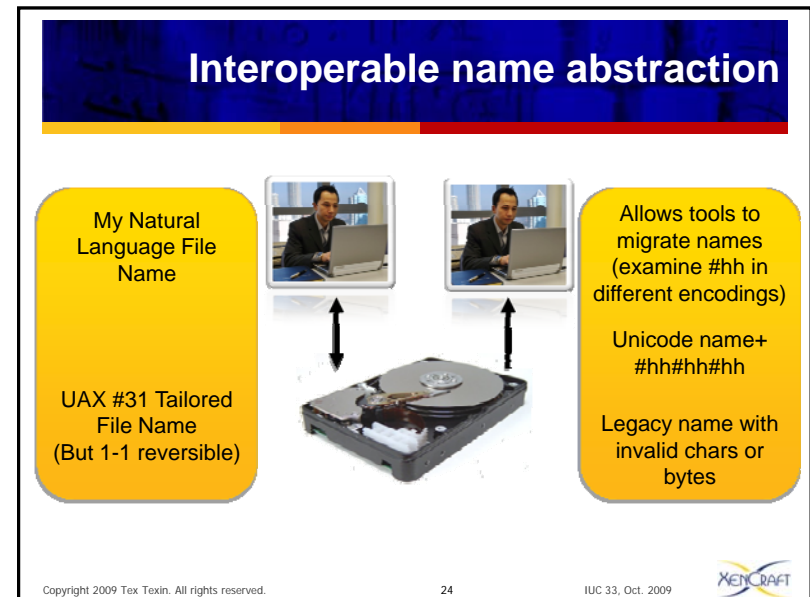 Interoperable name abstraction
My Natural
Language File
Name
UAX #31 Tailored
File Name
(But 1-1 reversible)
Allows tools to
migrate names
(examine #hh in
different encodings)
Unicode name+
#hh#hh#hh
Legacy name with
invalid chars or
bytes
Copyright 2009 Tex Texin. All rights reserved.
24
IUC 33, Oct. 2009
XENCRAFT